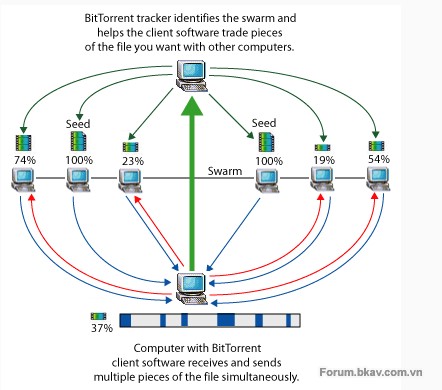 BitTorrent tracker identifies the swarm and
helps the client software trade pieces
of the file you want with other computers.
Seed
Seed
74%
100%
23%
100%
19%
54%
Swarm
37%
Computer with BitTorrent
client software receives and sends
multiple pieces of the file simultaneously.
Forum.bkav.com.vn